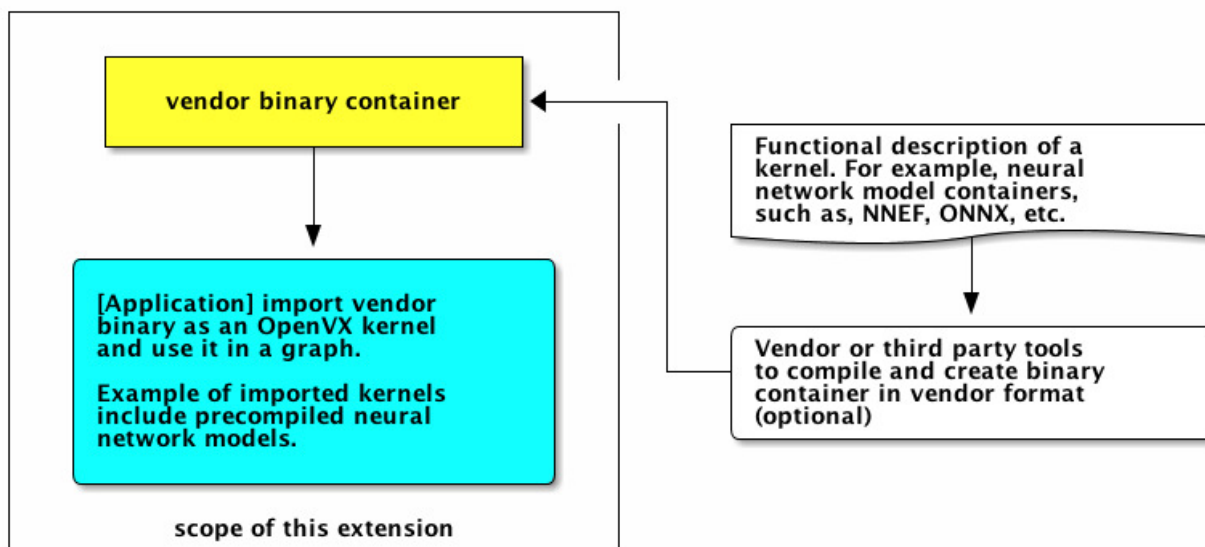 vendor binary container
Functional description of a
kernel. For example, neural
network model containers,
such as, NNEF, ONNX, etc.
[Application] import vendor
binary as an OpenVX kernel
and use it in a graph.
Example of imported kernels
include precompiled neural
network models.
Vendor or third party tools
to compile and create binary
container in vendor format
(optional)
scope of this extension